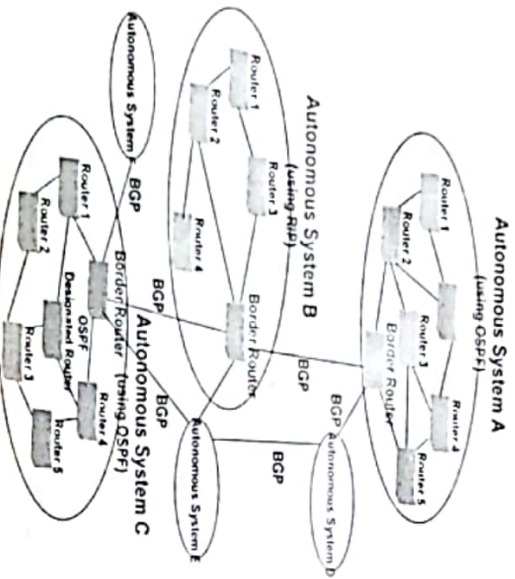 Autonomous System A
(using OSPF)
Router 1
Router 2
Router 3
Router 4
Router 5
Border Router
BGP
Autonomous System D
BGP
BGP
Autonomous System B
(using RIP)
Router 1
Router 2
Router 3
Router 4
Border Router
Autonomous System E
BGP
BGP
Autonomous System
BGP
Autonomous System C
(using OSPF)
Border Router
Router 1
Router 2
Router 3
Router 4
Router 5
OSPF
Designated Router